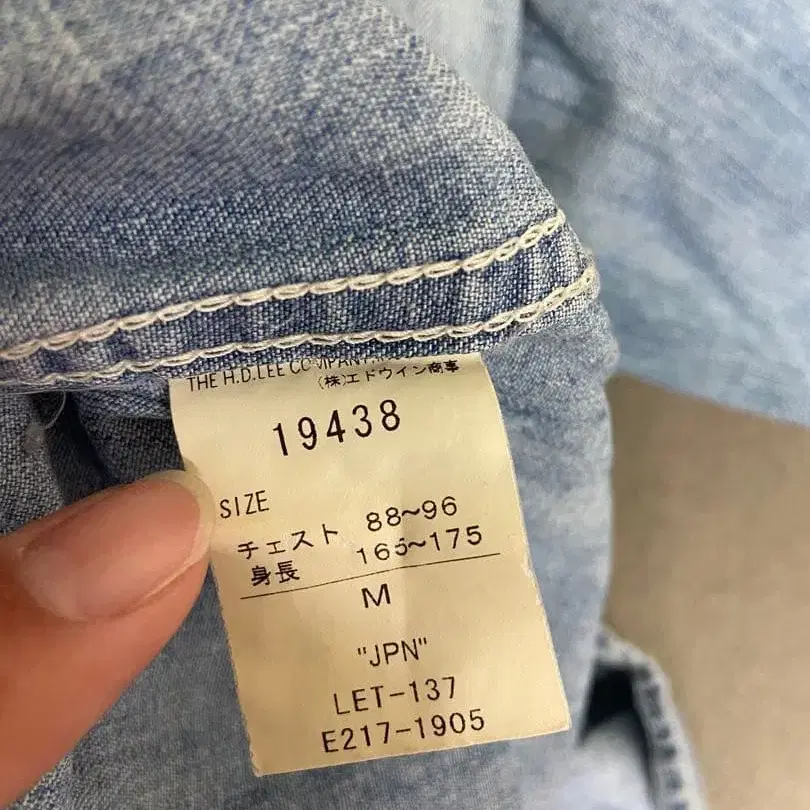 THE H.D.LEE COMPANY
(株)エドウイン商事
19438
SIZE
チェスト 88~96
身長 165~175
M
"JPN"
LET-137
E217-1905